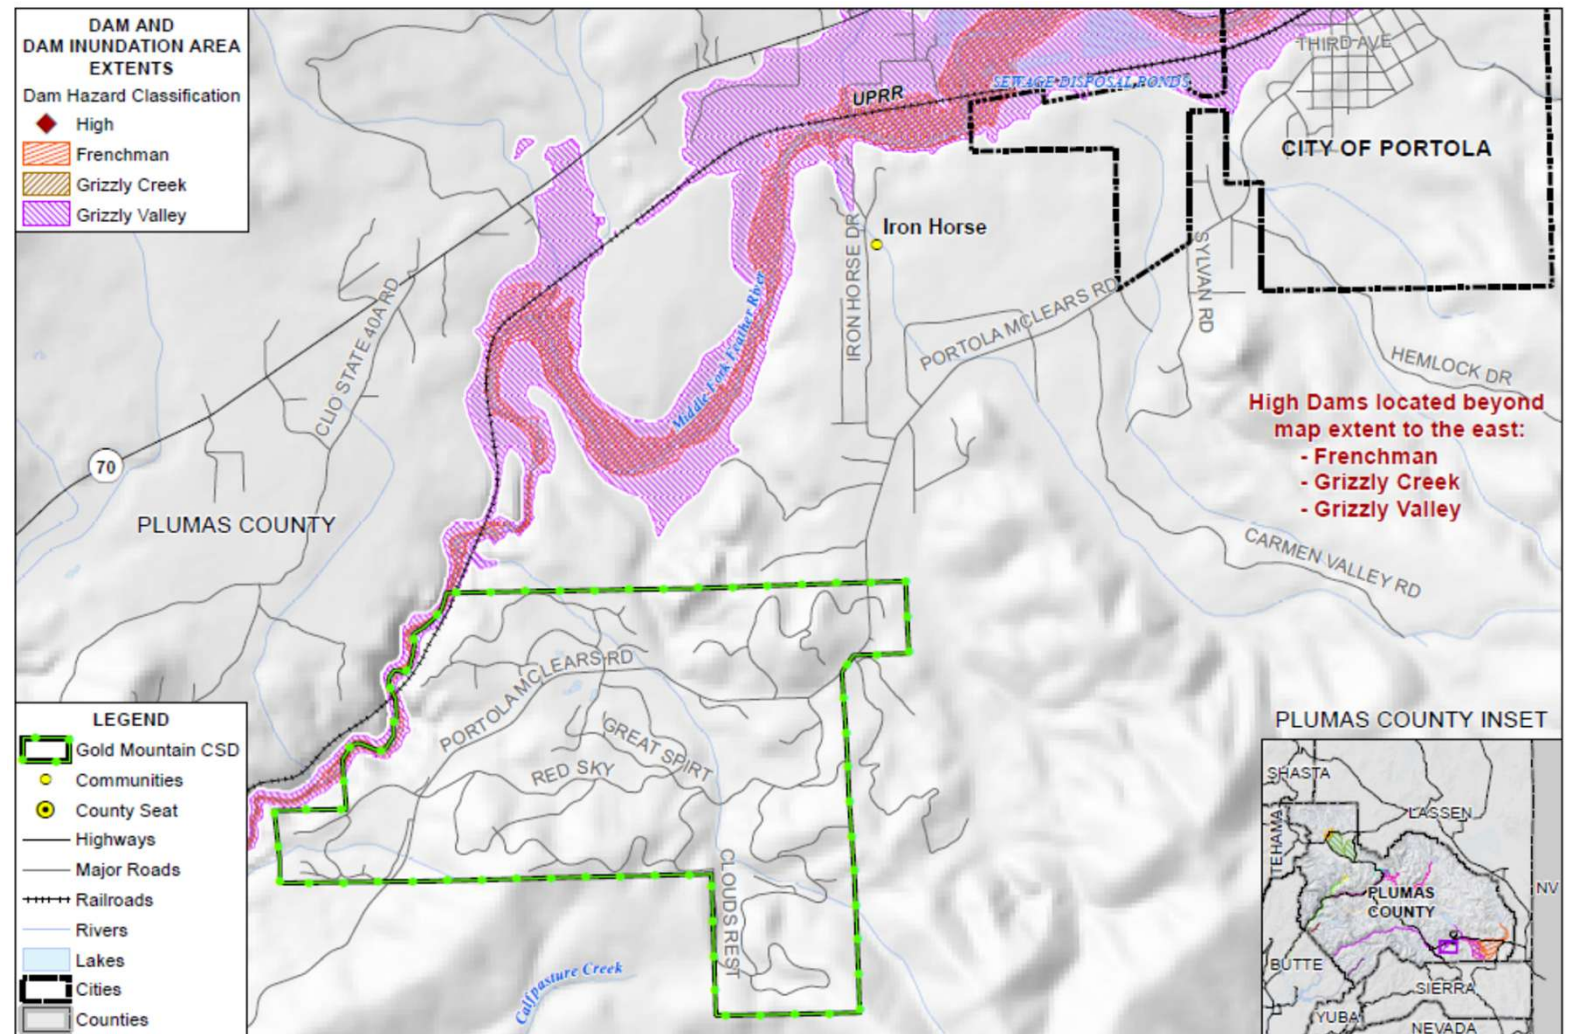 DAM AND
DAM INUNDATION AREA
EXTENTS
Dam Hazard Classification
High
Frenchman
Grizzly Creek
Grizzly Valley
THIRD AVE
SEWAGE DISPOSAL PONDS
UPRR
CITY OF PORTOLA
Iron Horse
IRON HORSE DR
SYLVAN RD
PORTOLA MCLEARS RD
CLIO STATE 40A RD
Middle Fork Feather River
HEMLOCK DR
High Dams located beyond
map extent to the east:
- Frenchman
- Grizzly Creek
- Grizzly Valley
70
PLUMAS COUNTY
CARMEN VALLEY RD
PORTOLA MCLEARS RD
GREAT SPIRT
RED SKY
CLOUDS REST
Calfpasture Creek
LEGEND
Gold Mountain CSD
Communities
County Seat
Highways
Major Roads
Railroads
Rivers
Lakes
Cities
Counties
PLUMAS COUNTY INSET
SHASTA
LASSEN
TEHAMA
PLUMAS
COUNTY
NV
BUTTE
SIERRA
YUBA
NEVADA